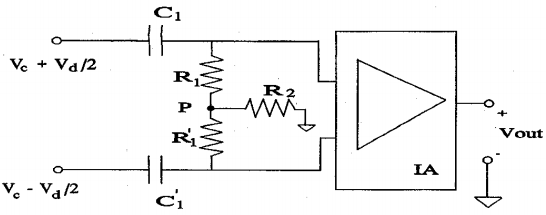 C1
Vc + Vd/2
R1
P
R2
R'1
+
Vout
-
IA
Vc - Vd/2
C'1